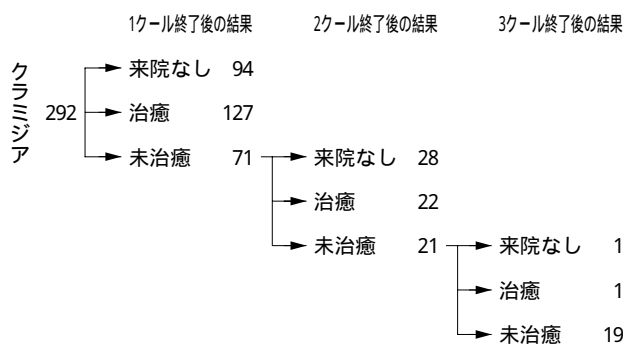 1クール終了後の結果 2クール終了後の結果 3クール終了後の結果
クラミジア 292
来院なし 94
治癒 127
未治癒 71 来院なし 28
治癒 22
未治癒 21 来院なし 1
治癒 1
未治癒 19